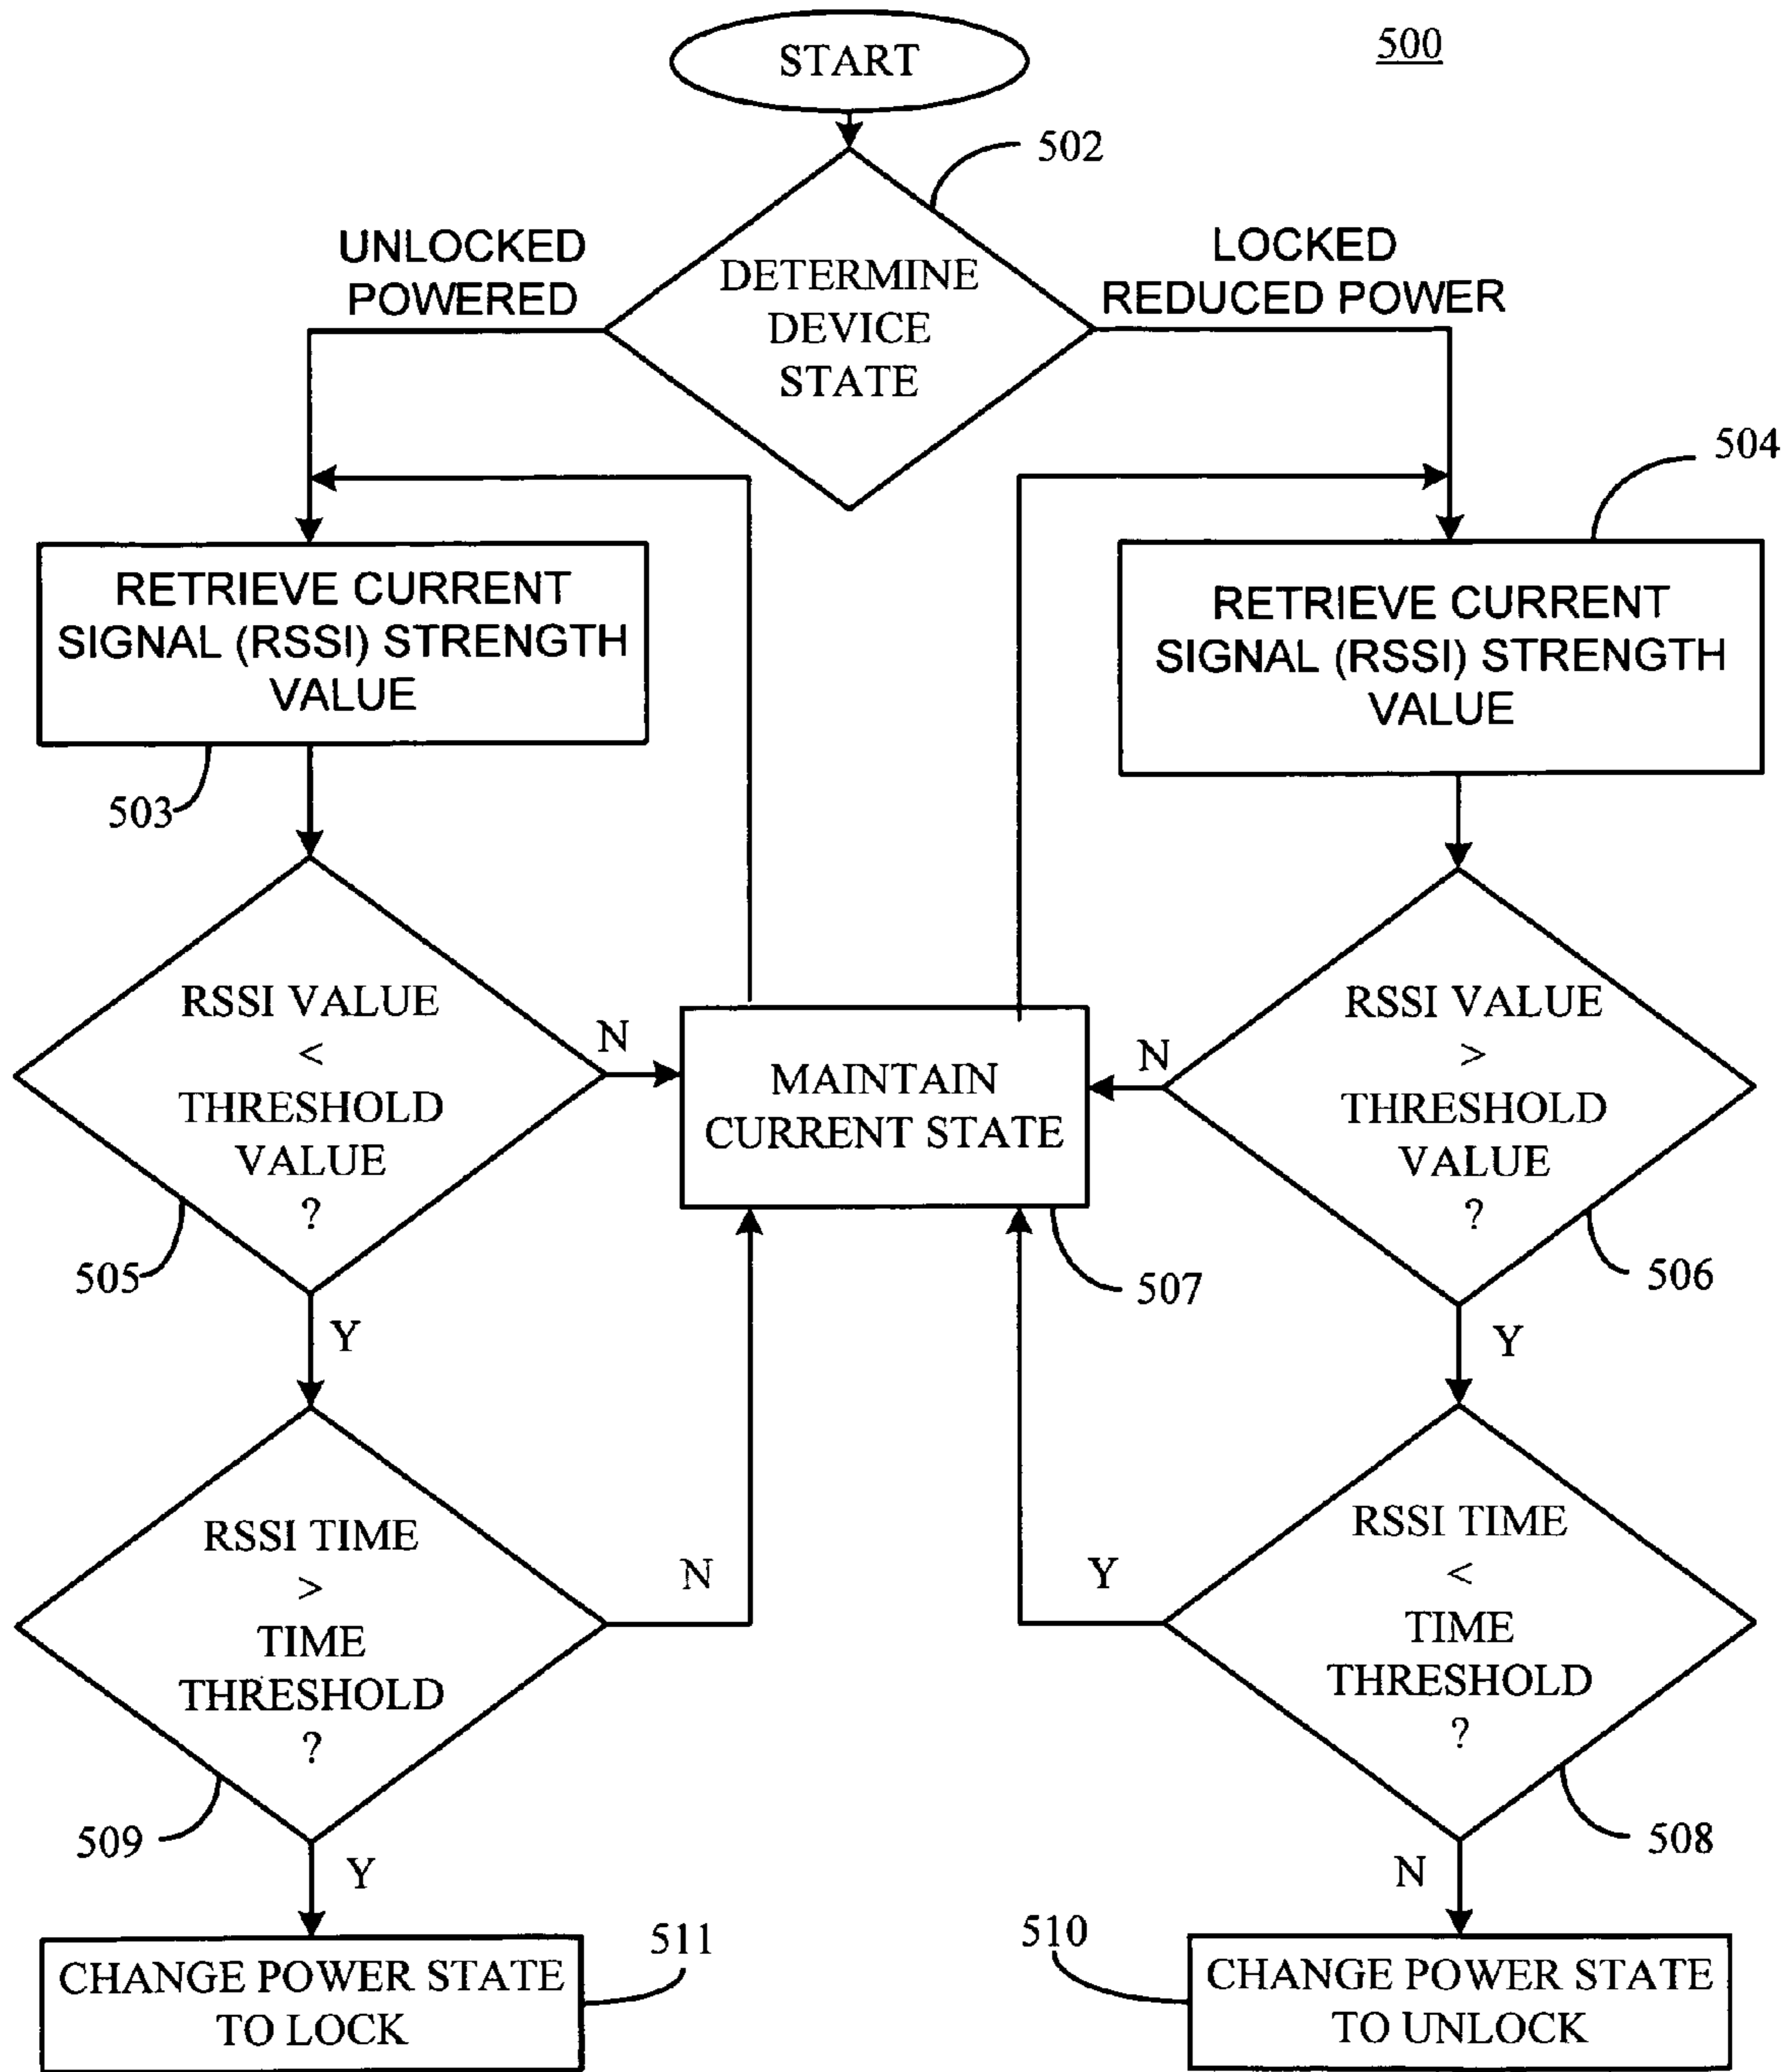 500
START
502
UNLOCKED
POWERED
LOCKED
REDUCED POWER
DETERMINE
DEVICE
STATE
504
RETRIEVE CURRENT
SIGNAL (RSSI) STRENGTH
VALUE
503
RETRIEVE CURRENT
SIGNAL (RSSI) STRENGTH
VALUE
RSSI VALUE
<
THRESHOLD
VALUE
?
505
N
Y
MAINTAIN
CURRENT STATE
507
RSSI VALUE
>
THRESHOLD
VALUE
?
506
N
Y
RSSI TIME
>
TIME
THRESHOLD
?
509
N
Y
RSSI TIME
<
TIME
THRESHOLD
?
508
Y
N
CHANGE POWER STATE
TO LOCK
511
510
CHANGE POWER STATE
TO UNLOCK